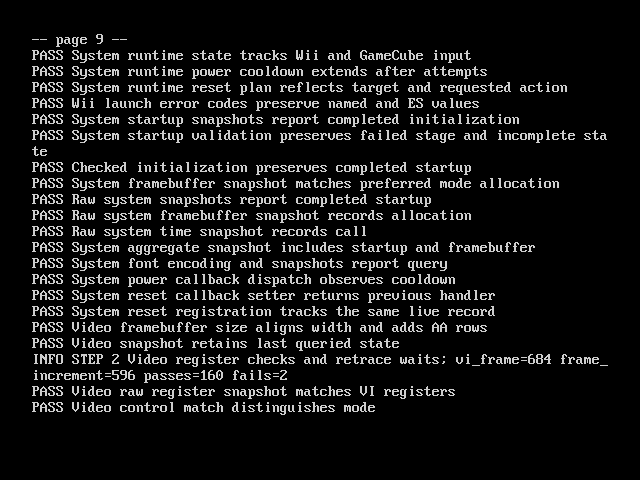 -- page 9 --
PASS System runtime state tracks Wii and GameCube input
PASS System runtime power cooldown extends after attempts
PASS System runtime reset plan reflects target and requested action
PASS Wii launch error codes preserve named and ES values
PASS System startup snapshots report completed initialization
PASS System startup validation preserves failed stage and incomplete sta
te
PASS Checked initialization preserves completed startup
PASS System framebuffer snapshot matches preferred mode allocation
PASS Raw system snapshots report completed startup
PASS Raw system framebuffer snapshot records allocation
PASS Raw system time snapshot records call
PASS System aggregate snapshot includes startup and framebuffer
PASS System font encoding and snapshots report query
PASS System power callback dispatch observes cooldown
PASS System reset callback setter returns previous handler
PASS System reset registration tracks the same live record
PASS Video framebuffer size aligns width and adds AA rows
PASS Video snapshot retains last queried state
INFO STEP 2 Video register checks and retrace waits; vi_frame=684 frame_
increment=596 passes=160 fails=2
PASS Video raw register snapshot matches VI registers
PASS Video control match distinguishes mode